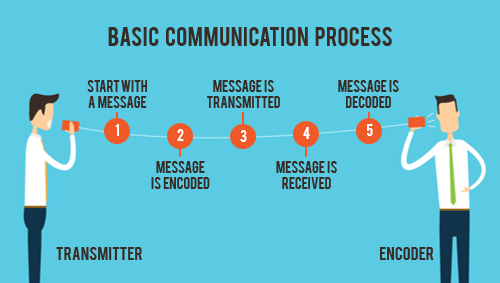 BASIC COMMUNICATION PROCESS
START WITH
A MESSAGE
1
2
MESSAGE
IS ENCODED
MESSAGE IS
TRANSMITTED
3
4
MESSAGE IS
RECEIVED
MESSAGE IS
DECODED
5
TRANSMITTER
ENCODER